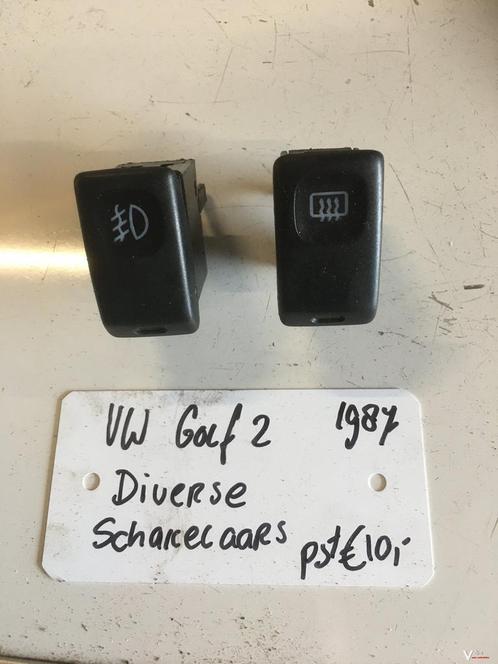 VW Golf 2 1987
Diverse
Schakelaars
pst €10,-